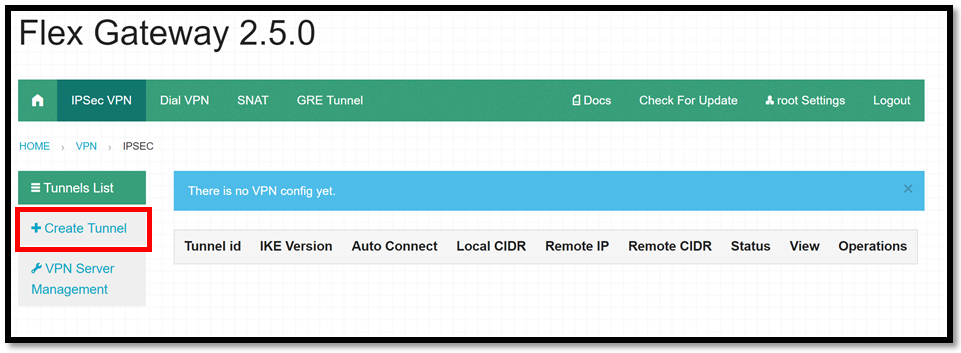 Flex Gateway 2.5.0
IPSec VPN Dial VPN SNAT GRE Tunnel Docs Check For Update root Settings Logout
HOME › VPN › IPSEC
Tunnels List
There is no VPN config yet. ×
+ Create Tunnel
VPN Server
Management
Tunnel id IKE Version Auto Connect Local CIDR Remote IP Remote CIDR Status View Operations